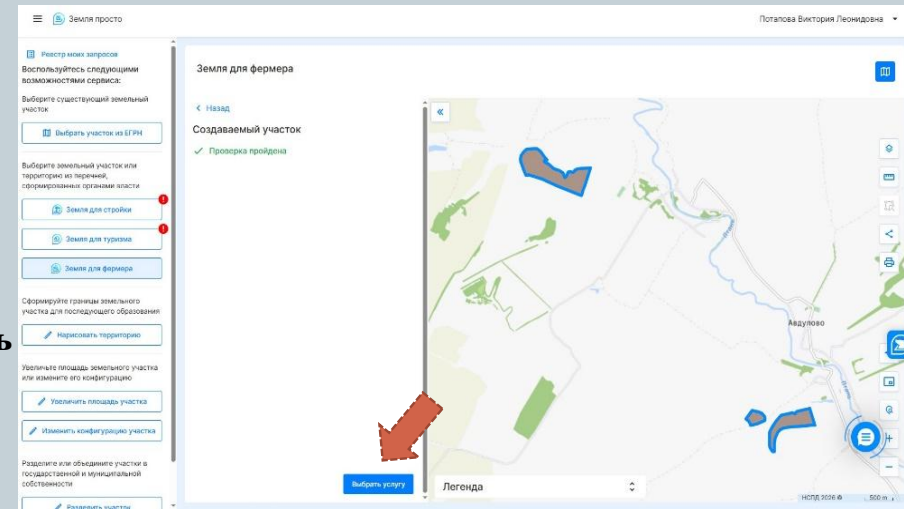 Земля просто
Потапова Виктория Леонидовна
Реестр моих запросов
Воспользуйтесь следующими
возможностями сервиса:
Выберите существующий земельный
участок
Выбрать участок из ЕГРН
Выберите земельный участок или
территорию из перечней,
сформированных органами власти
Земля для стройки
Земля для туризма
Земля для фермера
Сформируйте границы земельного
участка для последующего образования
Нарисовать территорию
Увеличьте площадь земельного участка
или измените его конфигурацию
Увеличить площадь участка
Изменить конфигурацию участка
Разделите или объедините участки в
государственной и муниципальной
собственности
Разделить участок
ь
Земля для фермера
Назад
Создаваемый участок
Проверка пройдена
Выбрать услугу
Авдулово
Легенда
НСПД 2026 ©
500 m